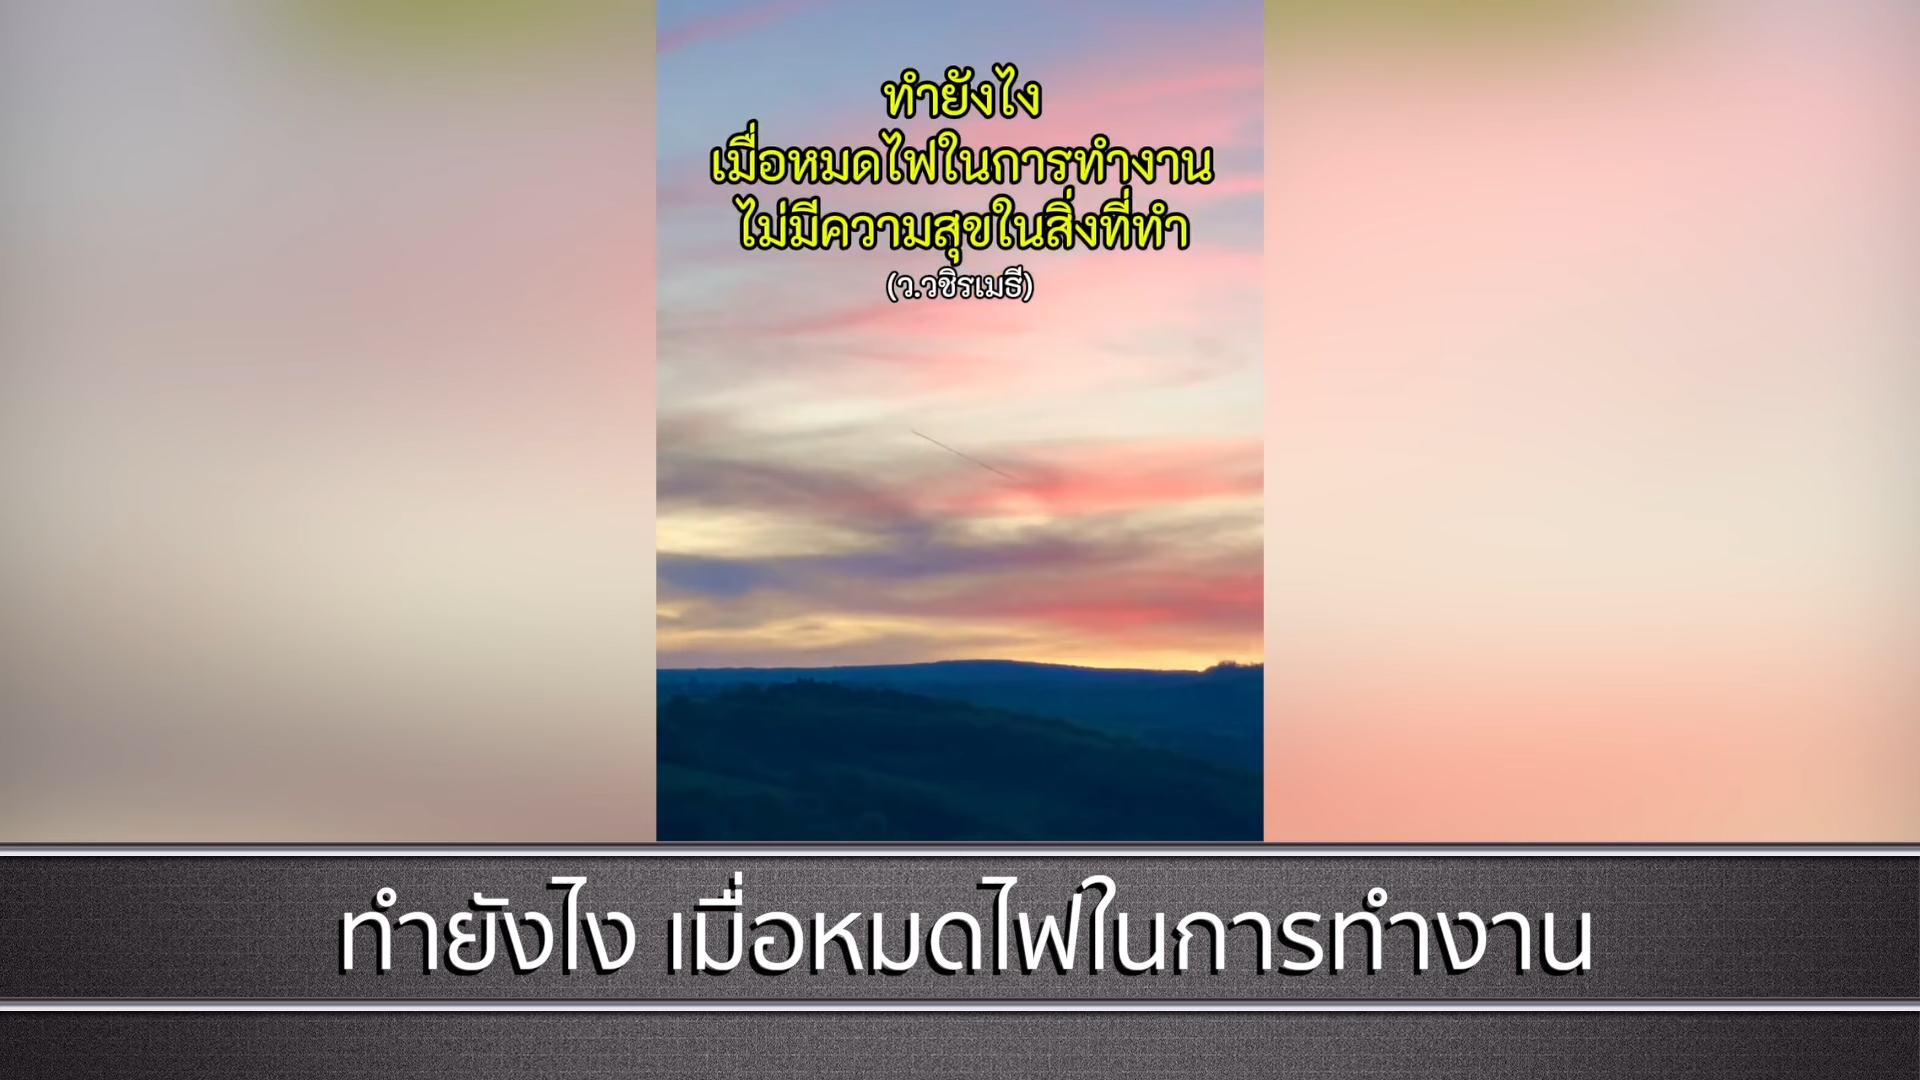 ทำยังไง
เมื่อหมดไฟในการทำงาน
ไม่มีความสุขในสิ่งที่ทำ
(ว.วชิรเมธี)
ทำยังไง เมื่อหมดไฟในการทำงาน